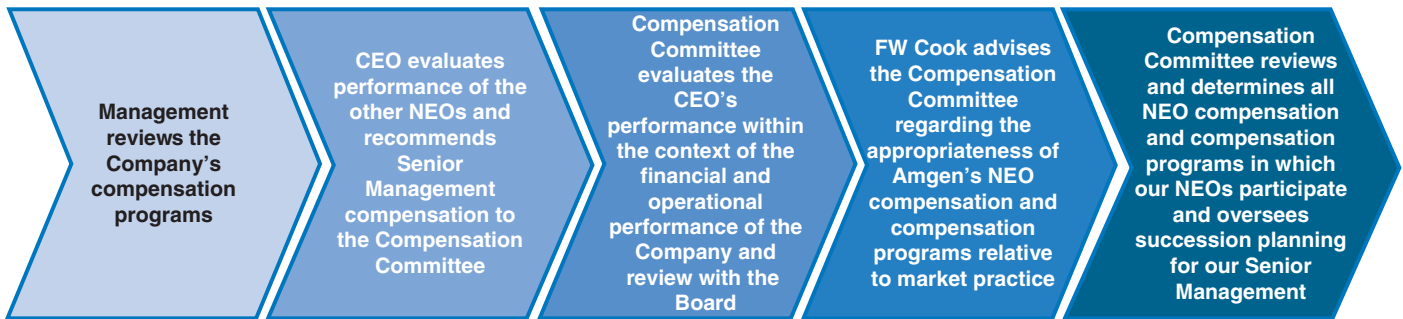 Management
reviews the
Company's
compensation
programs
CEO evaluates
performance of the
other NEOs and
recommends
Senior
Management
compensation to
the Compensation
Committee
Compensation
Committee
evaluates the
CEO's
performance within
the context of the
financial and
operational
performance of the
Company and
review with the
Board
FW Cook advises
the Compensation
Committee
regarding the
appropriateness of
Amgen's NEO
compensation and
compensation
programs relative
to market practice
Compensation
Committee reviews
and determines all
NEO compensation
and compensation
programs in which
our NEOs participate
and oversees
succession planning
for our Senior
Management